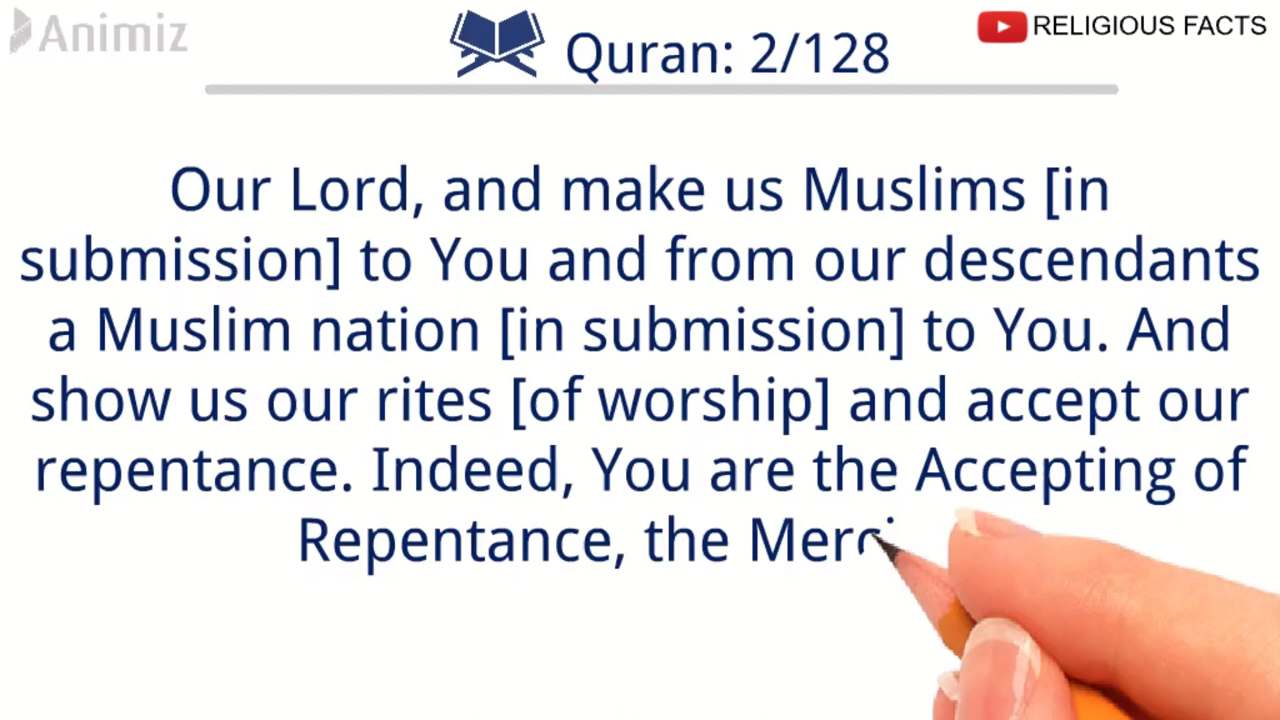 Animiz
Quran: 2/128
RELIGIOUS FACTS
Our Lord, and make us Muslims [in
submission] to You and from our descendants
a Muslim nation [in submission] to You. And
show us our rites [of worship] and accept our
repentance. Indeed, You are the Accepting of
Repentance, the